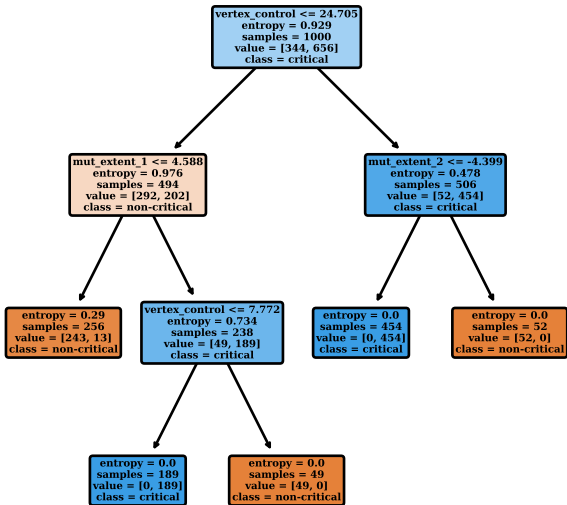 vertex_control <= 24.705
entropy = 0.929
samples = 1000
value = [344, 656]
class = critical
mut_extent_1 <= 4.588
entropy = 0.976
samples = 494
value = [292, 202]
class = non-critical
mut_extent_2 <= -4.399
entropy = 0.478
samples = 506
value = [52, 454]
class = critical
entropy = 0.29
samples = 256
value = [243, 13]
class = non-critical
vertex_control <= 7.772
entropy = 0.734
samples = 238
value = [49, 189]
class = critical
entropy = 0.0
samples = 454
value = [0, 454]
class = critical
entropy = 0.0
samples = 52
value = [52, 0]
class = non-critical
entropy = 0.0
samples = 189
value = [0, 189]
class = critical
entropy = 0.0
samples = 49
value = [49, 0]
class = non-critical